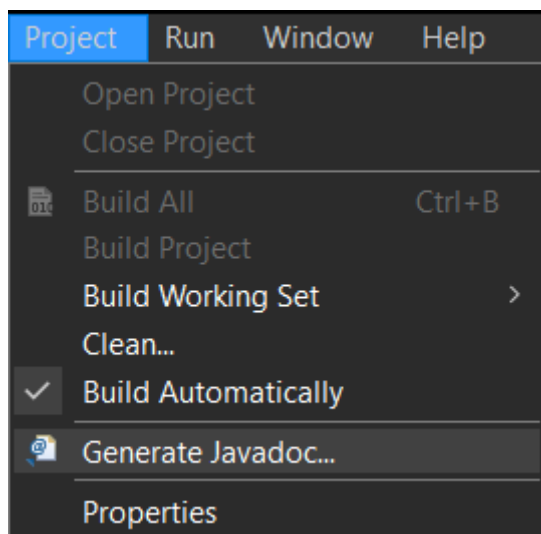 Project Run Window Help
Open Project
Close Project
Build All Ctrl+B
Build Project
Build Working Set
Clean...
Build Automatically
Generate Javadoc...
Properties